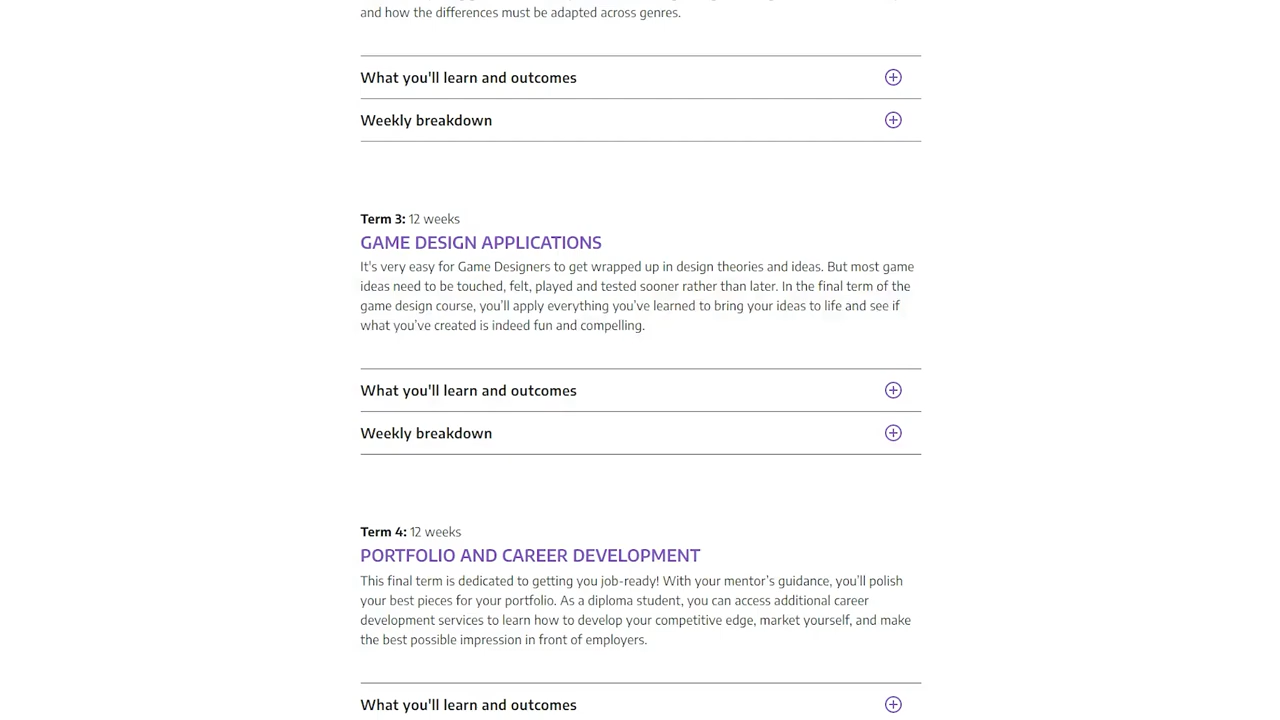 and how the differences must be adapted across genres.
What you'll learn and outcomes
Weekly breakdown
Term 3: 12 weeks
GAME DESIGN APPLICATIONS
It's very easy for Game Designers to get wrapped up in design theories and ideas. But most game
ideas need to be touched, felt, played and tested sooner rather than later. In the final term of the
game design course, you’ll apply everything you’ve learned to bring your ideas to life and see if
what you’ve created is indeed fun and compelling.
What you'll learn and outcomes
Weekly breakdown
Term 4: 12 weeks
PORTFOLIO AND CAREER DEVELOPMENT
This final term is dedicated to getting you job-ready! With your mentor’s guidance, you’ll polish
your best pieces for your portfolio. As a diploma student, you can access additional career
development services to learn how to develop your competitive edge, market yourself, and make
the best possible impression in front of employers.
What you'll learn and outcomes